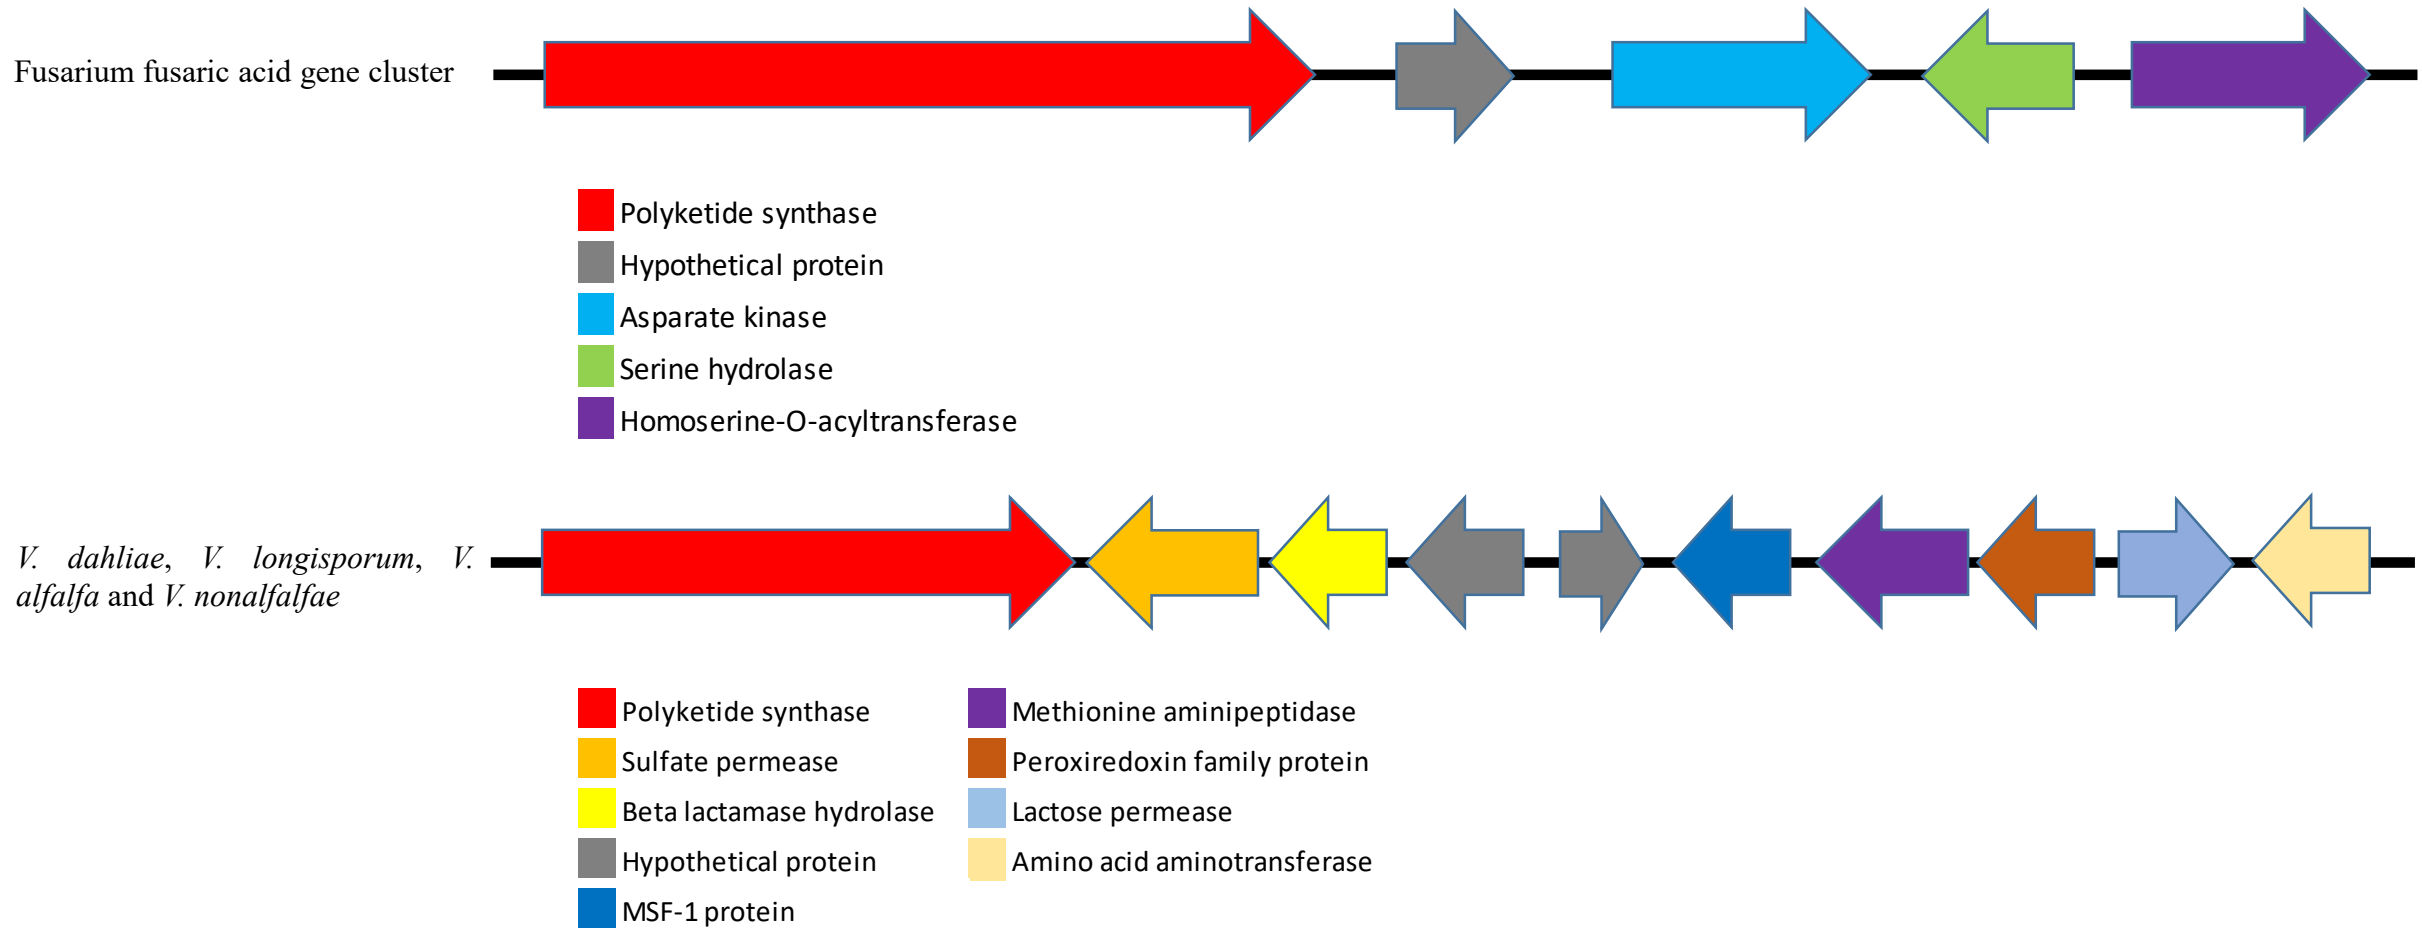 Fusarium fusaric acid gene cluster
Polyketide synthase
Hypothetical protein
Asparate kinase
Serine hydrolase
Homoserine-O-acyltransferase
V. dahliae, V. longisporum, V.
alfalfa and V. nonalfalfae
Polyketide synthase
Sulfate permease
Beta lactamase hydrolase
Hypothetical protein
MSF-1 protein
Methionine aminipeptidase
Peroxiredoxin family protein
Lactose permease
Amino acid aminotransferase